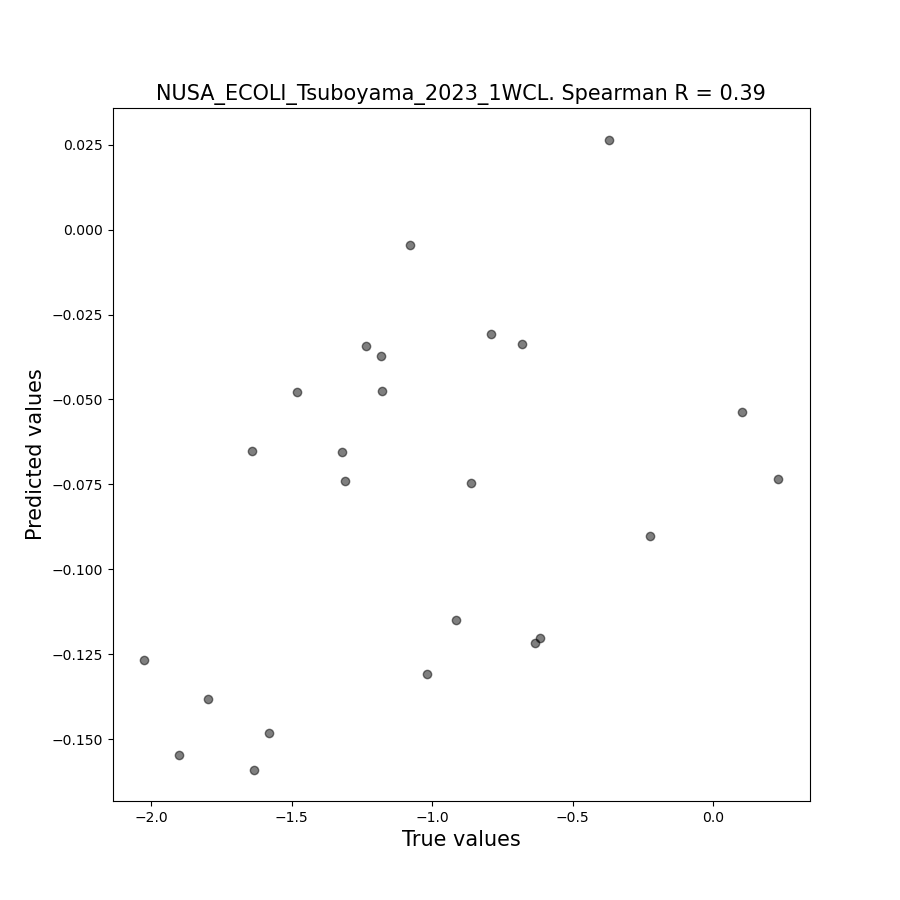 NUSA_ECOLI_Tsuboyama_2023_1WCL. Spearman R = 0.39
0.025
0.000
−0.025
−0.050
−0.075
−0.100
−0.125
−0.150
Predicted values
−2.0 −1.5 −1.0 −0.5 0.0
True values